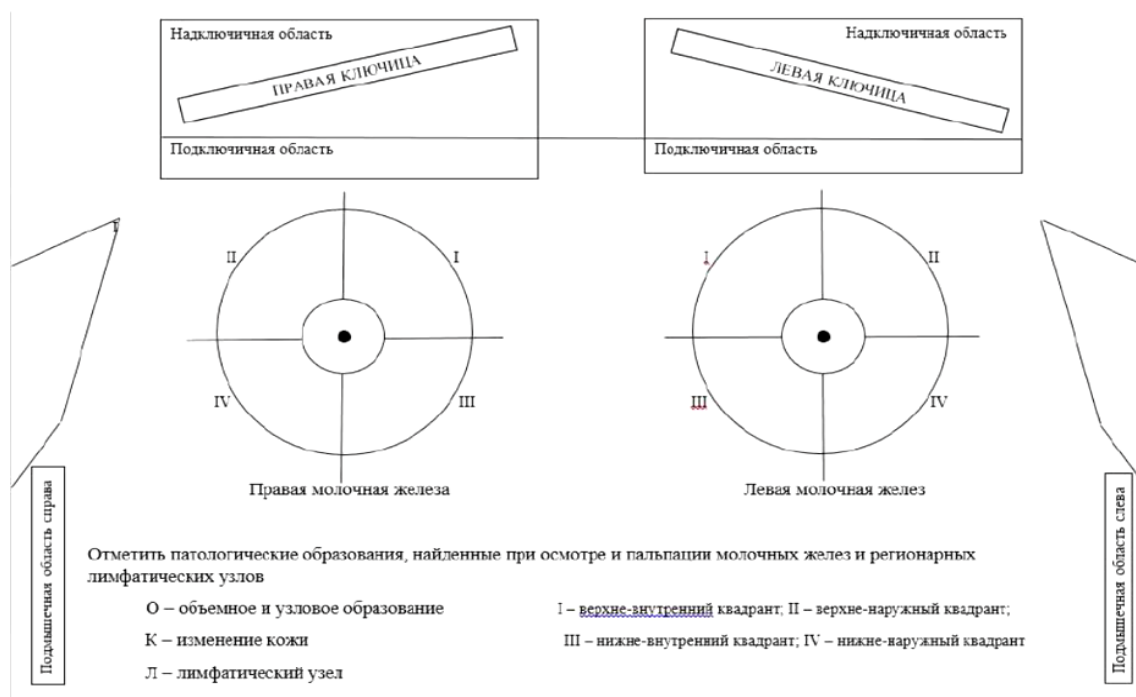 Надключичная область
Надключичная область
ПРАВАЯ КЛЮЧИЦА
ЛЕВАЯ КЛЮЧИЦА
Подключичная область
Подключичная область
II
I
I
II
IV
III
III
IV
Правая молочная железа
Левая молочная желез
Подмышечная область справа
Подмышечная область слева
Отметить патологические образования, найденные при осмотре и пальпации молочных желез и регионарных
лимфатических узлов
О – объемное и узловое образование
I – верхне-внутренний квадрант; II – верхне-наружный квадрант;
К – изменение кожи
III – нижне-внутренний квадрант; IV – нижне-наружный квадрант
Л – лимфатический узел